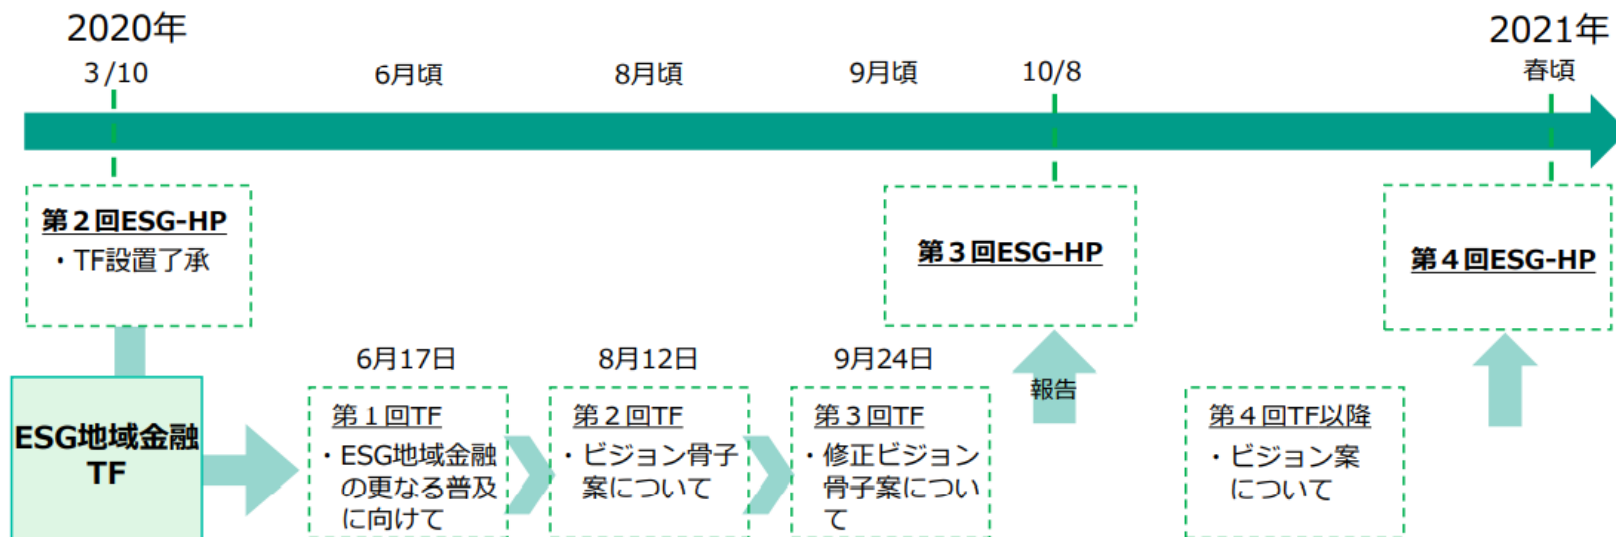 2020年
2021年
3/10
6月頃
8月頃
9月頃
10/8
春頃
第2回ESG-HP
・TF設置了承
第3回ESG-HP
第4回ESG-HP
ESG地域金融
TF
6月17日
第1回TF
・ESG地域金融
の更なる普及
に向けて
8月12日
第2回TF
・ビジョン骨子
案について
9月24日
第3回TF
・修正ビジョン
骨子案につい
て
報告
第4回TF以降
・ビジョン案
について